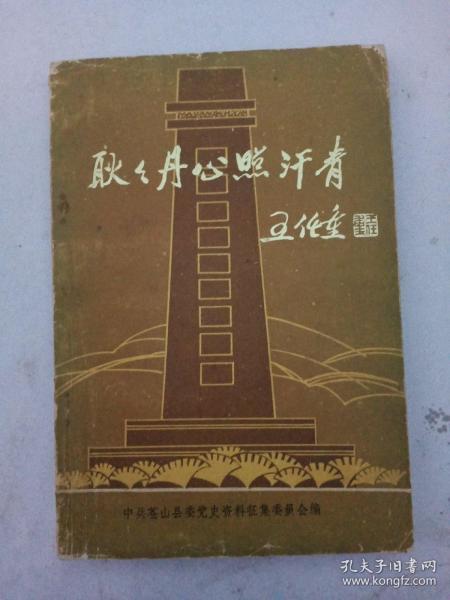 耿々丹心照汗青
王任重
中共苍山县委党史资料征集委员会编
孔夫子旧书网
www.kongfz.com